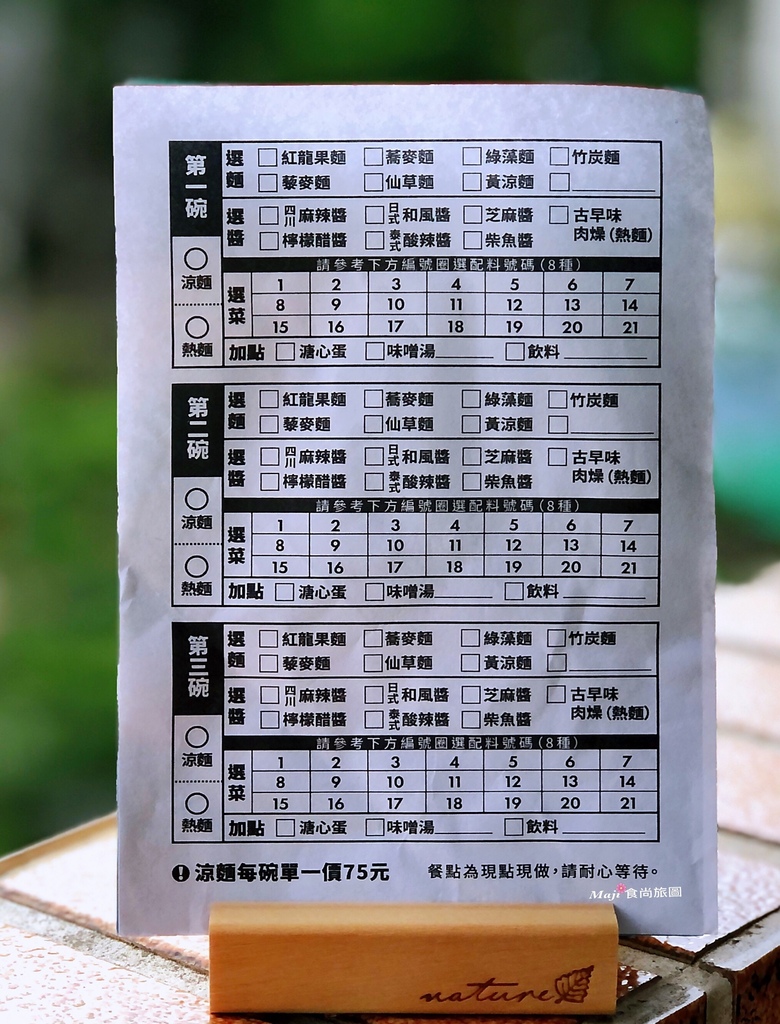 第一碗
選麵 紅龍果麵 蕎麥麵 綠藻麵 竹炭麵
藜麥麵 仙草麵 黃涼麵
選醬 四川麻辣醬 日式和風醬 芝麻醬 古早味
檸檬醋醬 泰式酸辣醬 柴魚醬 肉燥(熱麵)
涼麵
熱麵
請參考下方編號圈選配料號碼(8種)
選菜 1 2 3 4 5 6 7
8 9 10 11 12 13 14
15 16 17 18 19 20 21
加點 溏心蛋 味噌湯 飲料
第二碗
選麵 紅龍果麵 蕎麥麵 綠藻麵 竹炭麵
藜麥麵 仙草麵 黃涼麵
選醬 四川麻辣醬 日式和風醬 芝麻醬 古早味
檸檬醋醬 泰式酸辣醬 柴魚醬 肉燥(熱麵)
涼麵
熱麵
請參考下方編號圈選配料號碼(8種)
選菜 1 2 3 4 5 6 7
8 9 10 11 12 13 14
15 16 17 18 19 20 21
加點 溏心蛋 味噌湯 飲料
第三碗
選麵 紅龍果麵 蕎麥麵 綠藻麵 竹炭麵
藜麥麵 仙草麵 黃涼麵
選醬 四川麻辣醬 日式和風醬 芝麻醬 古早味
檸檬醋醬 泰式酸辣醬 柴魚醬 肉燥(熱麵)
涼麵
熱麵
請參考下方編號圈選配料號碼(8種)
選菜 1 2 3 4 5 6 7
8 9 10 11 12 13 14
15 16 17 18 19 20 21
加點 溏心蛋 味噌湯 飲料
涼麵每碗單一價75元 餐點為現點現做,請耐心等待。
Maji 食尚旅圖
nature